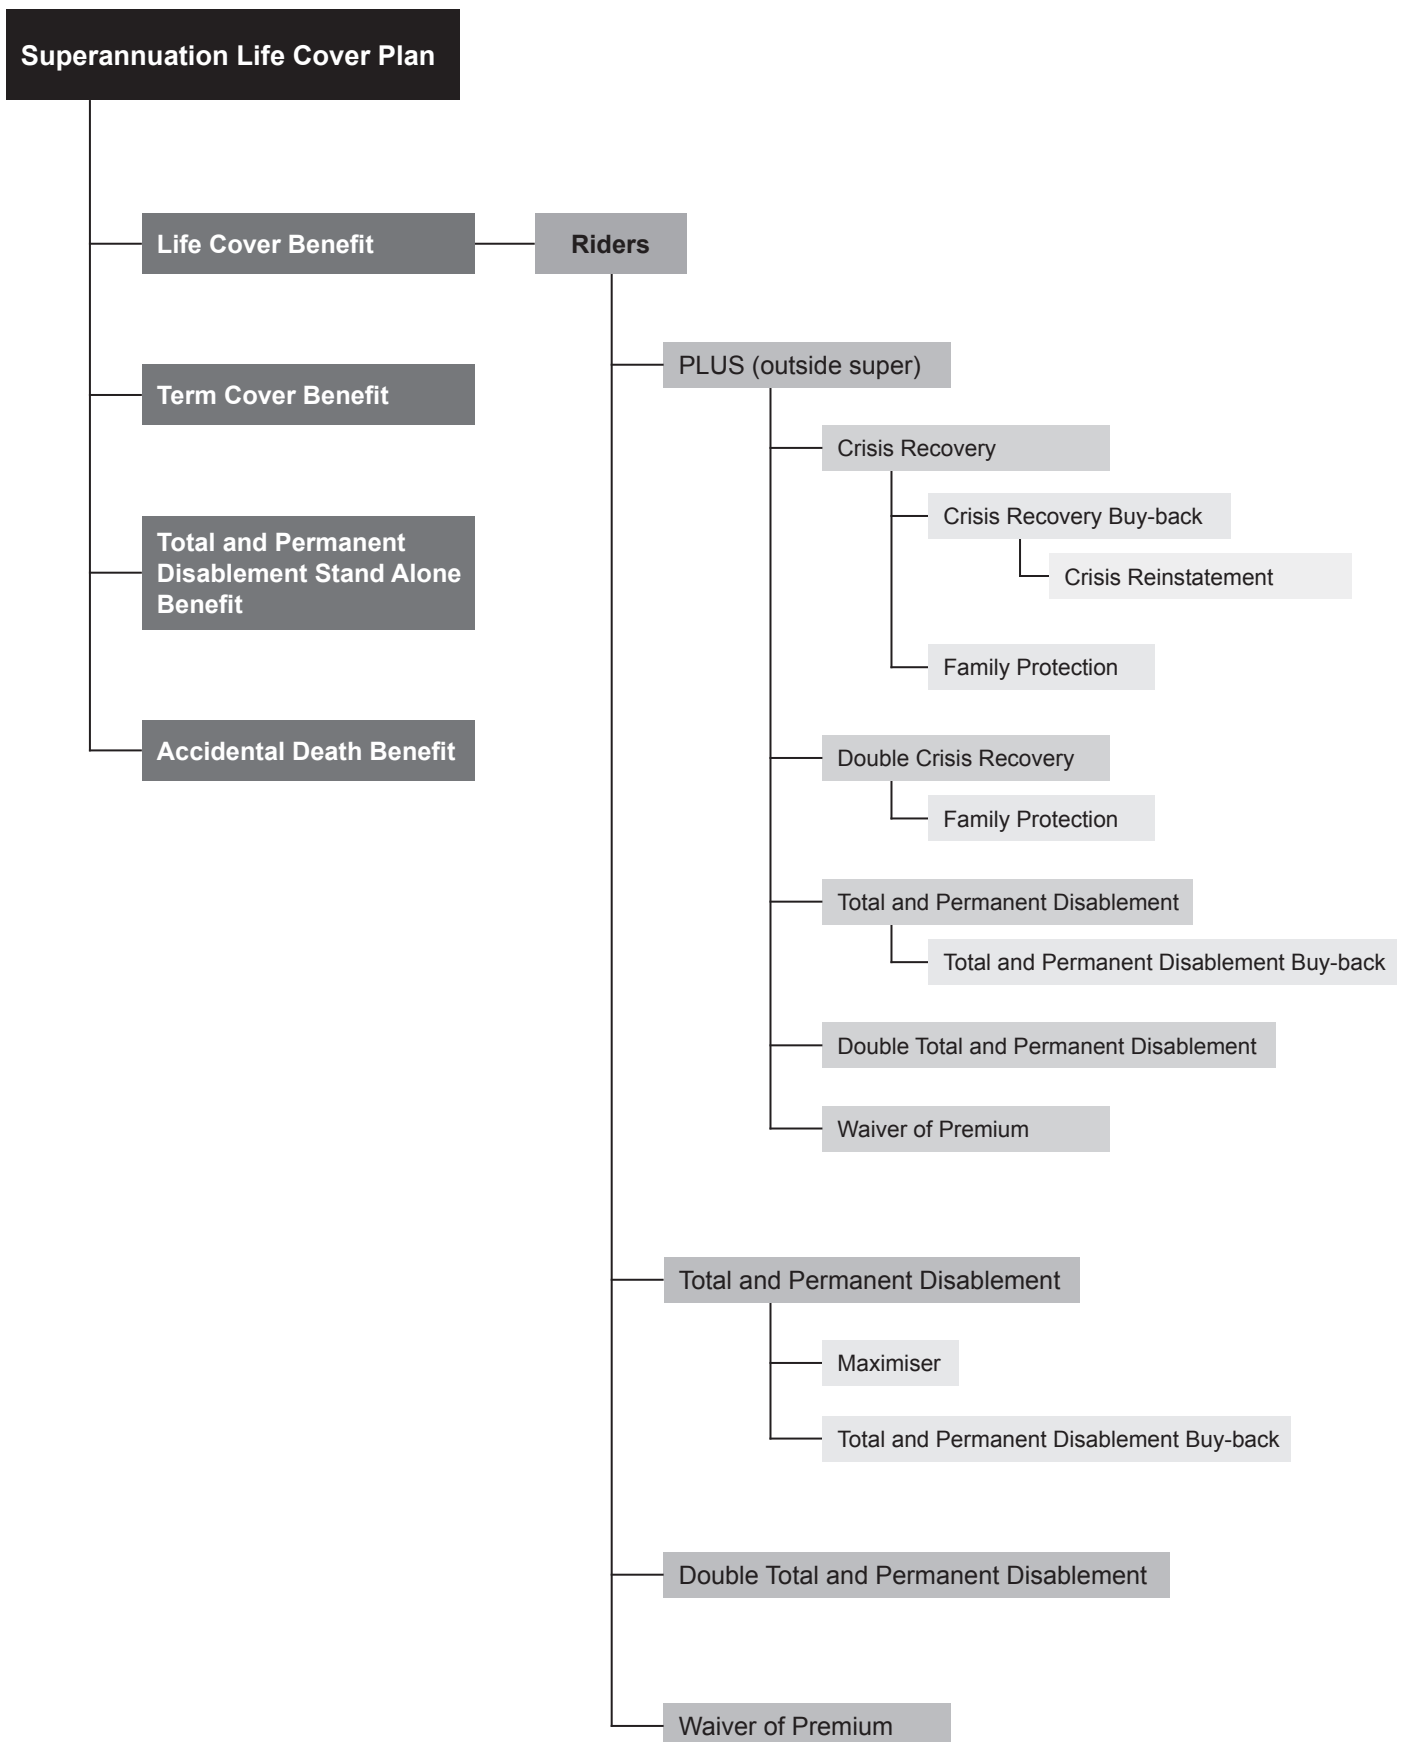 Superannuation Life Cover Plan
Life Cover Benefit
Riders
PLUS (outside super)
Term Cover Benefit
Crisis Recovery
Crisis Recovery Buy-back
Total and Permanent
Disablement Stand Alone
Benefit
Crisis Reinstatement
Family Protection
Accidental Death Benefit
Double Crisis Recovery
Family Protection
Total and Permanent Disablement
Total and Permanent Disablement Buy-back
Double Total and Permanent Disablement
Waiver of Premium
Total and Permanent Disablement
Maximiser
Total and Permanent Disablement Buy-back
Double Total and Permanent Disablement
Waiver of Premium